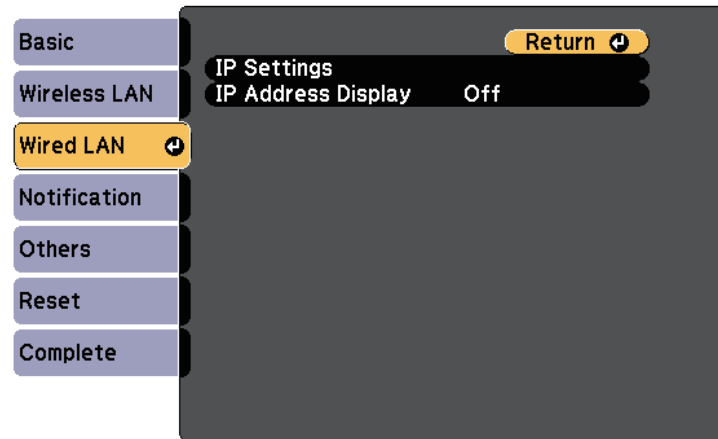 Basic
Wireless LAN
Wired LAN
Notification
Others
Reset
Complete
Return
IP Settings
IP Address Display Off